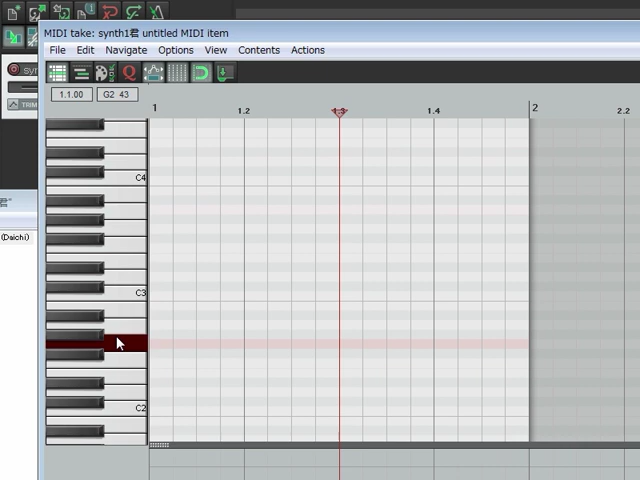 MIDI take: synth1君 untitled MIDI item
File Edit Navigate Options View Contents Actions
Q
TRIM
1.1.00 G2 43
1 1.2 1.3 1.4 2 2.2
C4
君"
(Daichi)
C3
C2